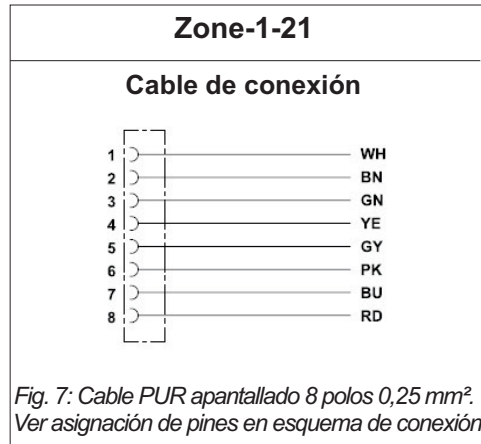 Zone-1-21
Cable de conexión
1 WH
2 BN
3 GN
4 YE
5 GY
6 PK
7 BU
8 RD
Fig. 7: Cable PUR apantallado 8 polos 0,25 mm².
Ver asignación de pines en esquema de conexión